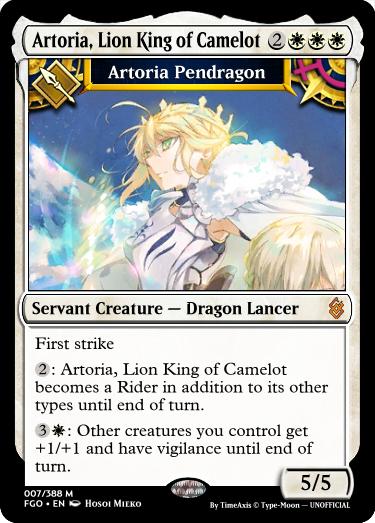 Artoria, Lion King of Camelot 2
Artoria Pendragon
Servant Creature — Dragon Lancer
First strike
2: Artoria, Lion King of Camelot
becomes a Rider in addition to its other
types until end of turn.
3: Other creatures you control get
+1/+1 and have vigilance until end of
turn.
5/5
007/388 M
FGO • EN Hosoi Mieko
By TimeAxis © Type-Moon — UNOFFICIAL